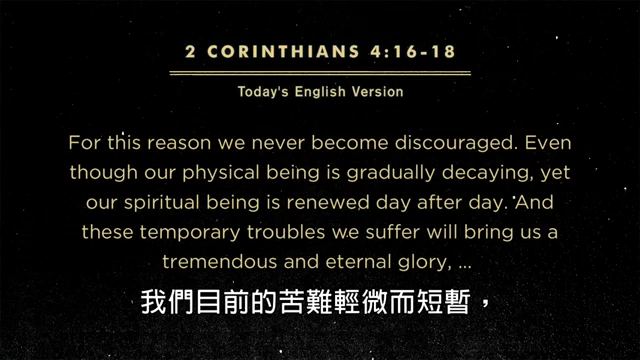 2 CORINTHIANS 4:16-18
Today's English Version
For this reason we never become discouraged. Even
though our physical being is gradually decaying, yet
our spiritual being is renewed day after day. And
these temporary troubles we suffer will bring us a
tremendous and eternal glory, ...
我們目前的苦難輕微而短暫，